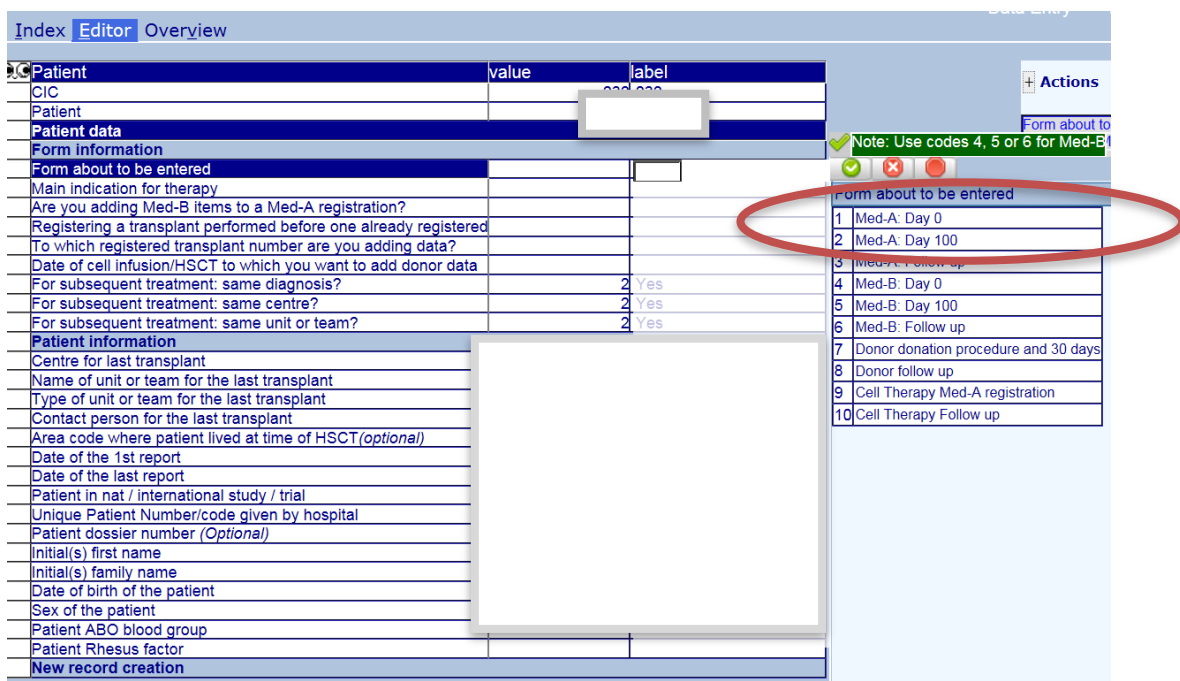 Data Entry
Index Editor Overview
Patient value label
CIC
Patient
Patient data
Form information
Form about to be entered
Main indication for therapy
Are you adding Med-B items to a Med-A registration?
Registering a transplant performed before one already registered
To which registered transplant number are you adding data?
Date of cell infusion/HSCT to which you want to add donor data
For subsequent treatment: same diagnosis? 2 Yes
For subsequent treatment: same centre? 2 Yes
For subsequent treatment: same unit or team? 2 Yes
Patient information
Centre for last transplant
Name of unit or team for the last transplant
Type of unit or team for the last transplant
Contact person for the last transplant
Area code where patient lived at time of HSCT(optional)
Date of the 1st report
Date of the last report
Patient in nat / international study / trial
Unique Patient Number/code given by hospital
Patient dossier number (Optional)
Initial(s) first name
Initial(s) family name
Date of birth of the patient
Sex of the patient
Patient ABO blood group
Patient Rhesus factor
New record creation
+ Actions
Form about to
Note: Use codes 4, 5 or 6 for Med-B
Form about to be entered
1 Med-A: Day 0
2 Med-A: Day 100
3 Med-A: Follow up
4 Med-B: Day 0
5 Med-B: Day 100
6 Med-B: Follow up
7 Donor donation procedure and 30 days
8 Donor follow up
9 Cell Therapy Med-A registration
10 Cell Therapy Follow up